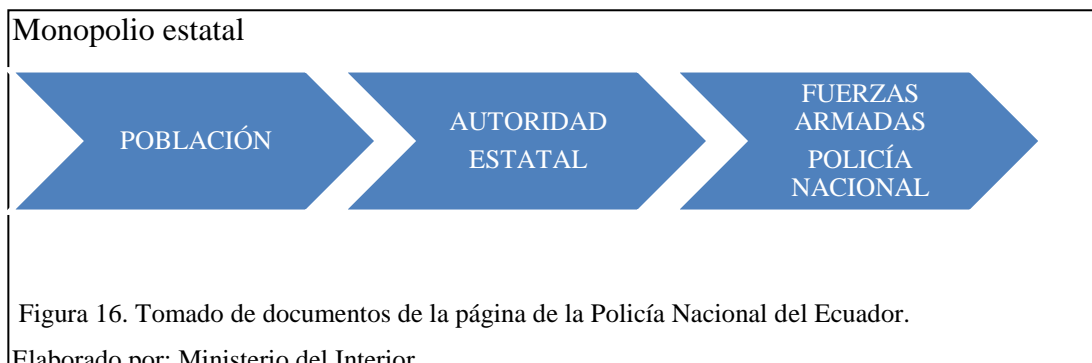 Monopolio estatal
POBLACIÓN
AUTORIDAD
ESTATAL
FUERZAS
ARMADAS
POLICÍA
NACIONAL
Figura 16. Tomado de documentos de la página de la Policía Nacional del Ecuador.
Elaborado por: Ministerio del Interior